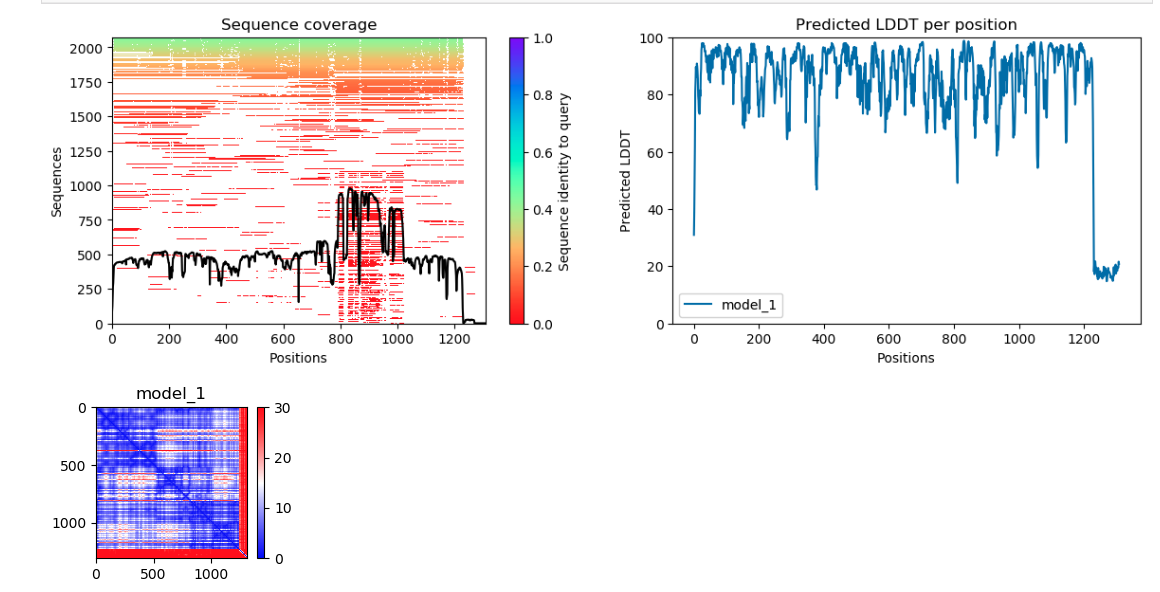 Sequence coverage
Sequences
2000
1750
1500
1250
1000
750
500
250
0
0 200 400 600 800 1000 1200
Positions
1.0
0.8
0.6
0.4
0.2
0.0
Sequence identity to query
Predicted LDDT per position
Predicted LDDT
100
80
60
40
20
0
model_1
0 200 400 600 800 1000 1200
Positions
model_1
0
500
1000
0 500 1000
30
20
10
0